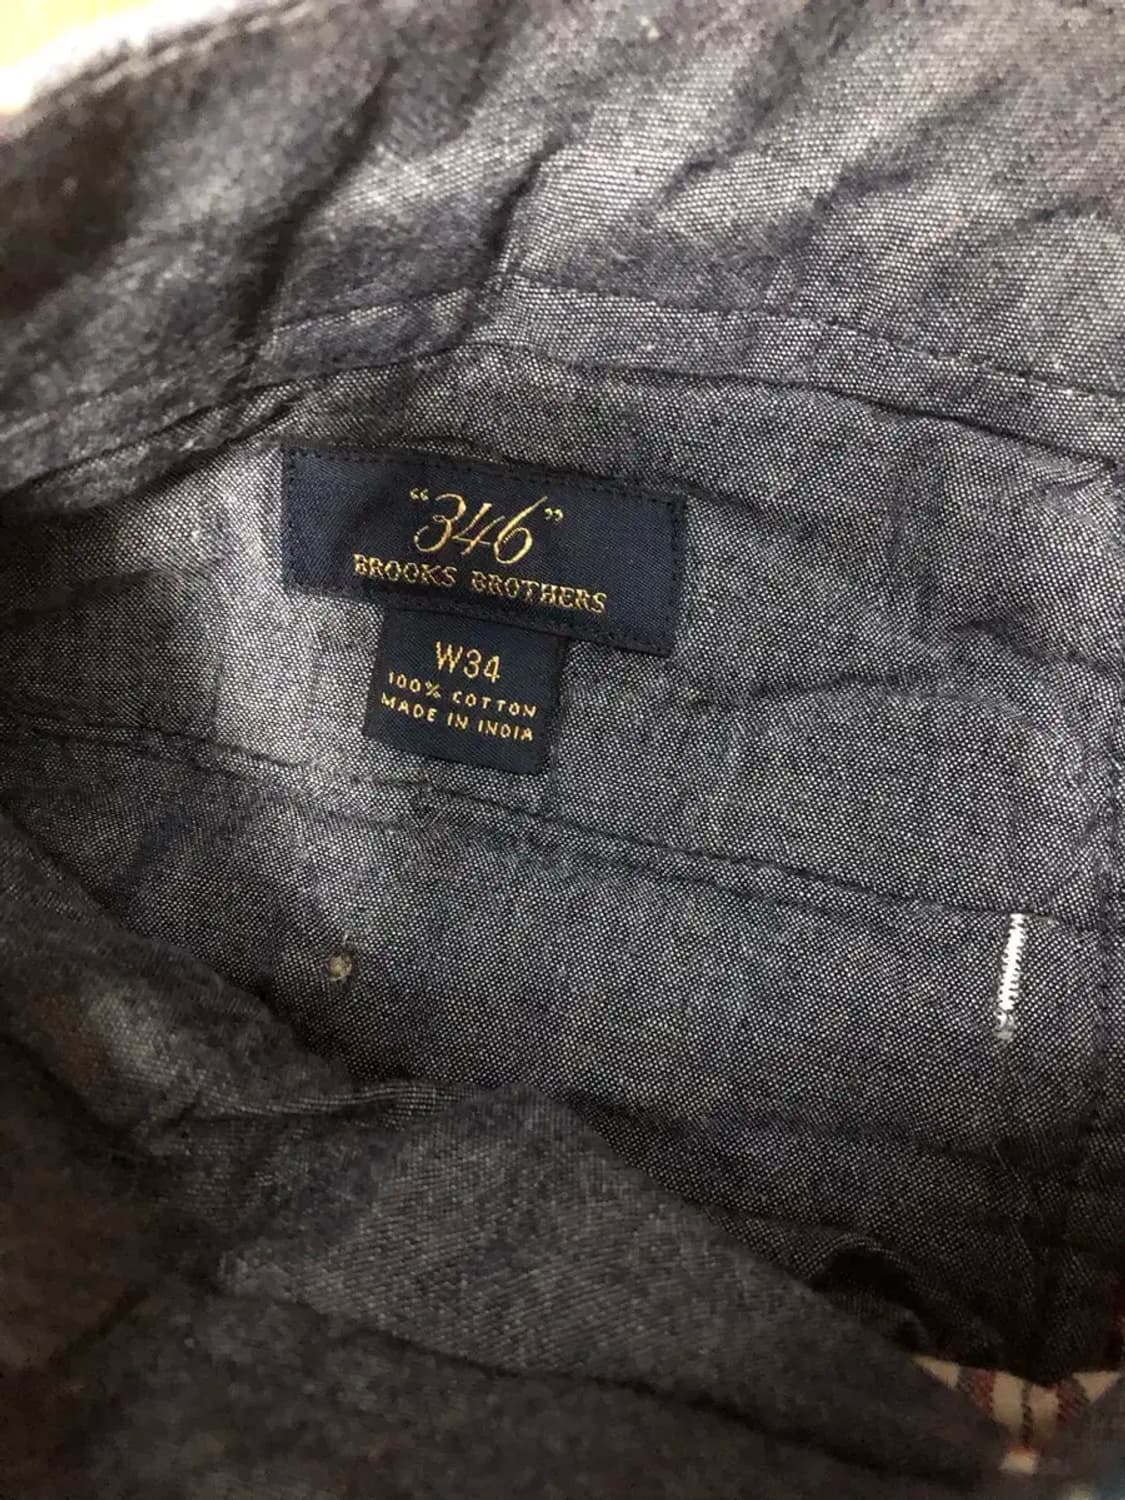 “346”
BROOKS BROTHERS
W34
100% COTTON
MADE IN INDIA